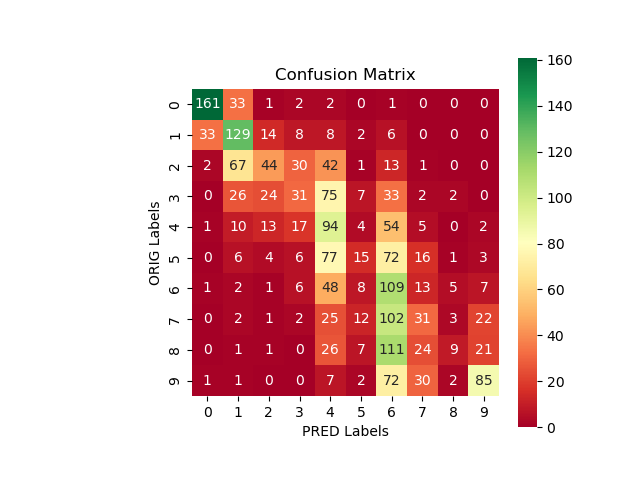 Confusion Matrix
0 161 33 1 2 2 0 1 0 0 0
1 33 129 14 8 8 2 6 0 0 0
2 2 67 44 30 42 1 13 1 0 0
3 0 26 24 31 75 7 33 2 2 0
4 1 10 13 17 94 4 54 5 0 2
5 0 6 4 6 77 15 72 16 1 3
6 1 2 1 6 48 8 109 13 5 7
7 0 2 1 2 25 12 102 31 3 22
8 0 1 1 0 26 7 111 24 9 21
9 1 1 0 0 7 2 72 30 2 85
0 1 2 3 4 5 6 7 8 9
PRED Labels
ORIG Labels
160
140
120
100
80
60
40
20
0